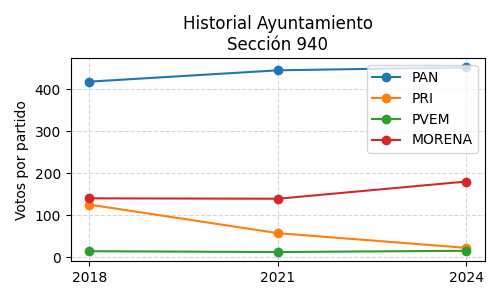 Historial Ayuntamiento
Sección 940
Votos por partido
400
300
200
100
0
2018
2021
2024
PAN
PRI
PVEM
MORENA